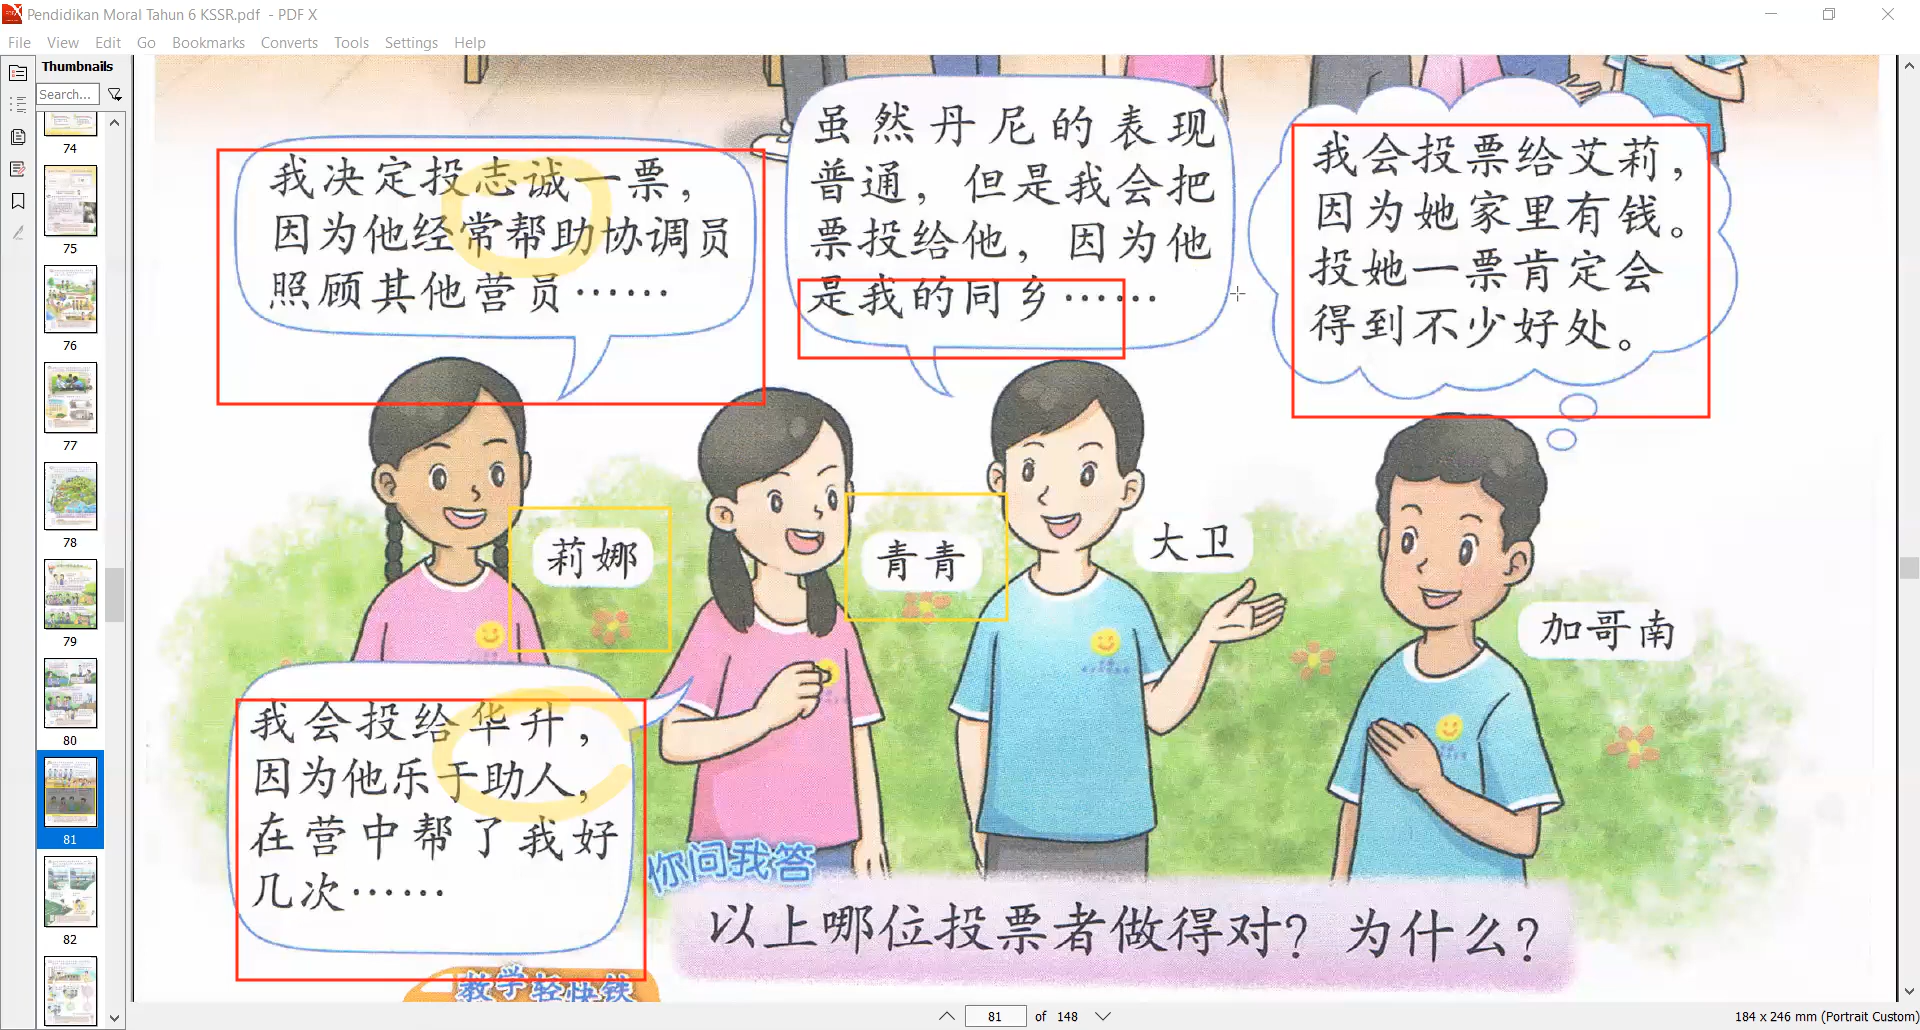 Pendidikan Moral Tahun 6 KSSR.pdf - PDF X
File View Edit Go Bookmarks Converts Tools Settings Help
Thumbnails
Search...
74
75
76
77
78
79
80
81
82
我决定投志诚一票，
因为他经常帮助协调员
照顾其他营员……
虽然丹尼的表现
普通，但是我会把
票投给他，因为他
是我的同乡……
我会投票给艾莉，
因为她家里有钱。
投她一票肯定会
得到不少好处。
莉娜
青青
大卫
加哥南
我会投给华升，
因为他乐于助人，
在营中帮了我好
几次……
你问我答
以上哪位投票者做得对？为什么？
教学轻快铁
81 of 148
184 x 246 mm (Portrait Custom)